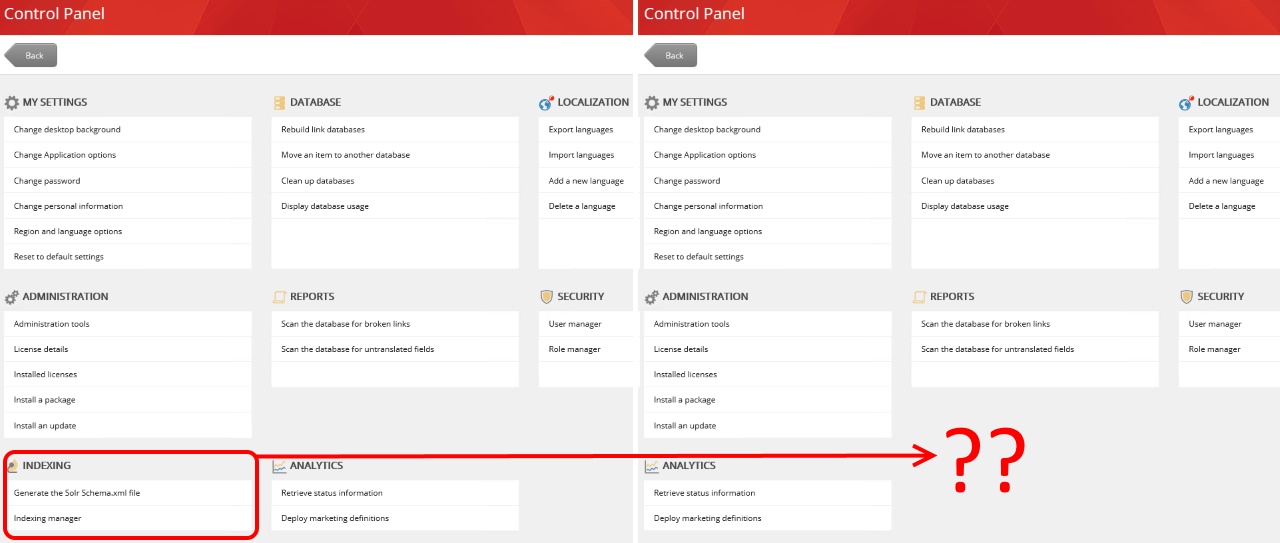 Control Panel
Back
MY SETTINGS
Change desktop background
Change Application options
Change password
Change personal information
Region and language options
Reset to default settings
DATABASE
Rebuild link databases
Move an item to another database
Clean up databases
Display database usage
LOCALIZATION
Export languages
Import languages
Add a new language
Delete a language
ADMINISTRATION
Administration tools
License details
Installed licenses
Install a package
Install an update
REPORTS
Scan the database for broken links
Scan the database for untranslated fields
SECURITY
User manager
Role manager
INDEXING
Generate the Solr Schema.xml file
Indexing manager
ANALYTICS
Retrieve status information
Deploy marketing definitions
Control Panel
Back
MY SETTINGS
Change desktop background
Change Application options
Change password
Change personal information
Region and language options
Reset to default settings
DATABASE
Rebuild link databases
Move an item to another database
Clean up databases
Display database usage
LOCALIZATION
Export languages
Import languages
Add a new language
Delete a language
ADMINISTRATION
Administration tools
License details
Installed licenses
Install a package
Install an update
REPORTS
Scan the database for broken links
Scan the database for untranslated fields
SECURITY
User manager
Role manager
??
ANALYTICS
Retrieve status information
Deploy marketing definitions